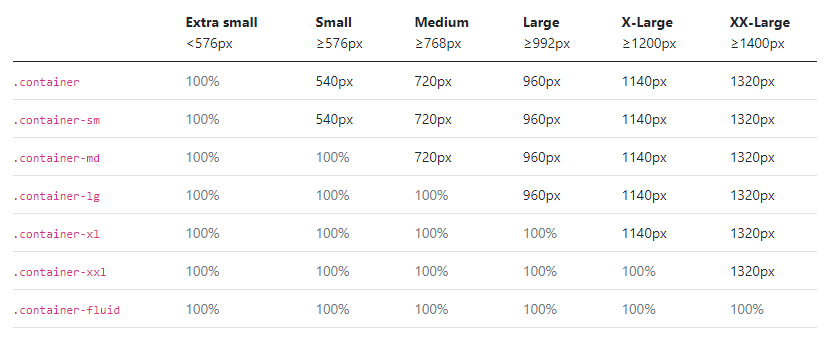 Extra small Small Medium Large X-Large XX-Large
<576px ≥576px ≥768px ≥992px ≥1200px ≥1400px
.container 100% 540px 720px 960px 1140px 1320px
.container-sm 100% 540px 720px 960px 1140px 1320px
.container-md 100% 100% 720px 960px 1140px 1320px
.container-lg 100% 100% 100% 960px 1140px 1320px
.container-xl 100% 100% 100% 100% 1140px 1320px
.container-xxl 100% 100% 100% 100% 100% 1320px
.container-fluid 100% 100% 100% 100% 100% 100%